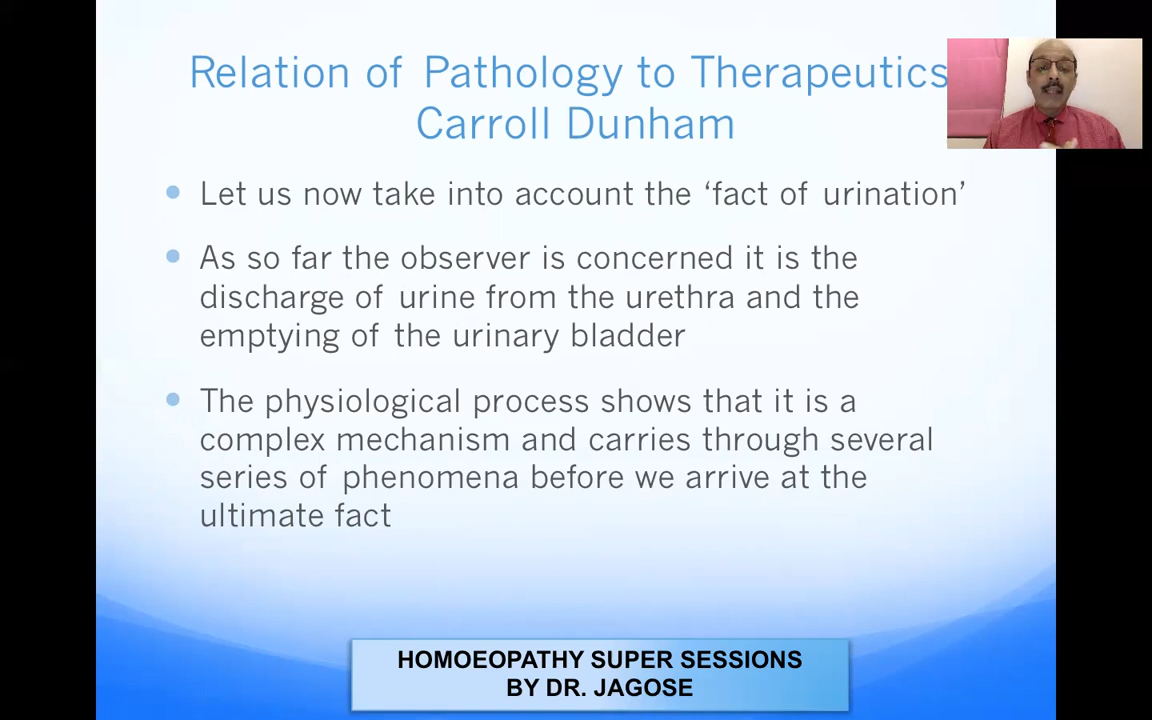 Relation of Pathology to Therapeutics
Carroll Dunham
Let us now take into account the ‘fact of urination’
As so far the observer is concerned it is the
discharge of urine from the urethra and the
emptying of the urinary bladder
The physiological process shows that it is a
complex mechanism and carries through several
series of phenomena before we arrive at the
ultimate fact
HOMOEOPATHY SUPER SESSIONS
BY DR. JAGOSE